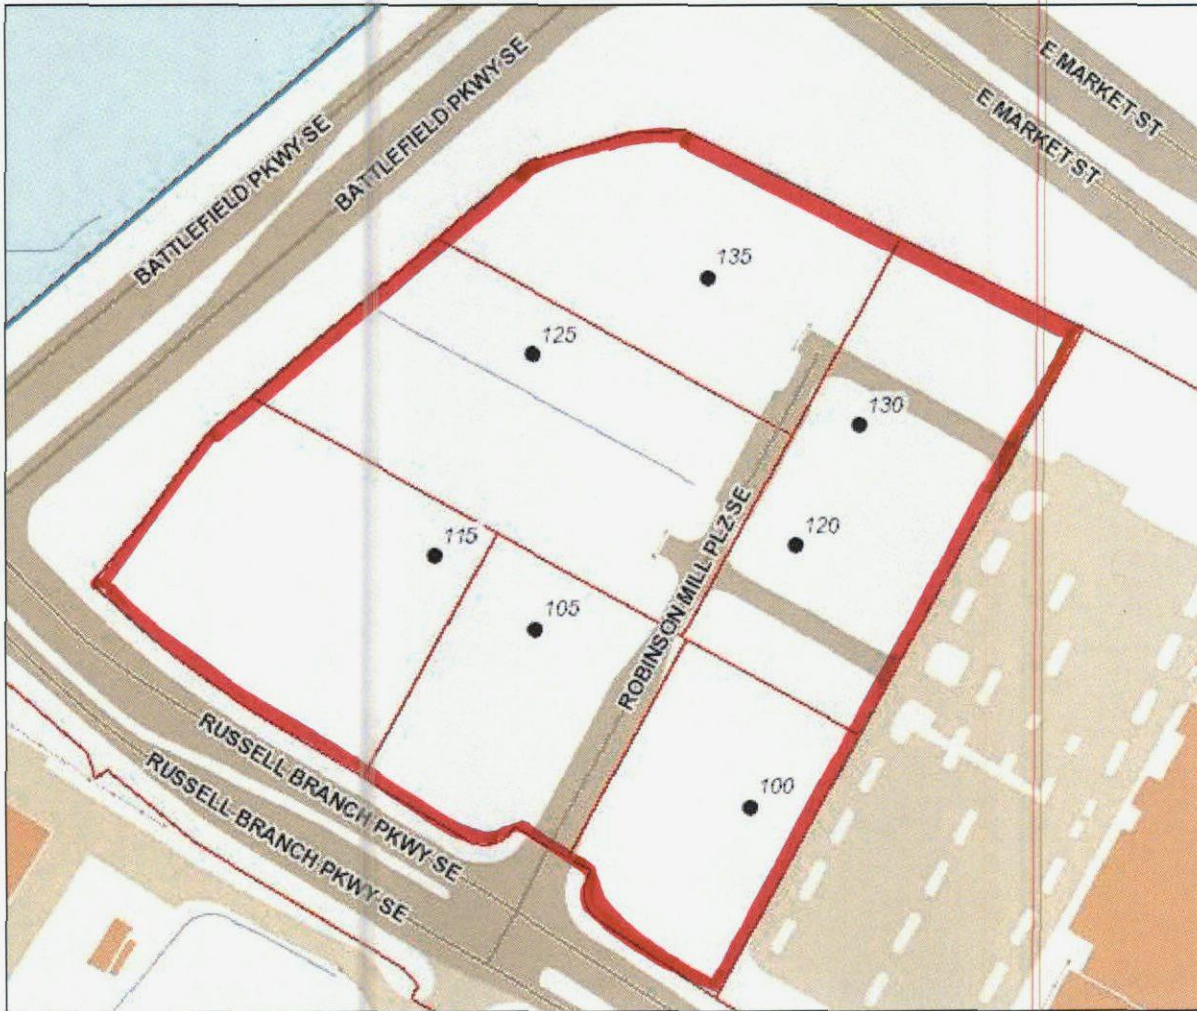 E MARKET ST
E MARKET ST
BATTLEFIELD PKWY SE
BATTLEFIELD PKWY SE
135
125
130
120
115
105
ROBINSON MILL PLZ SE
100
RUSSELL BRANCH PKWY SE
RUSSELL BRANCH PKWY SE